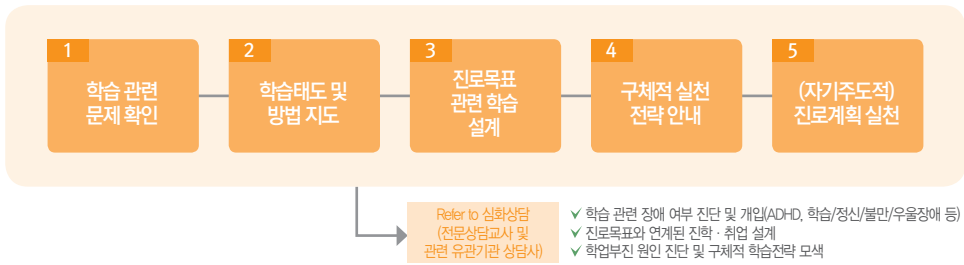 1
학습 관련
문제 확인
2
학습태도 및
방법 지도
3
진로목표
관련 학습
설계
4
구체적 실천
전략 안내
5
(자기주도적)
진로계획 실천
Refer to 심화상담
(전문상담교사 및
관련 유관기관 상담사)
✓ 학습 관련 장애 여부 진단 및 개입(ADHD, 학습/정신/불만/우울장애 등)
✓ 진로목표와 연계된 진학 · 취업 설계
✓ 학업부진 원인 진단 및 구체적 학습전략 모색